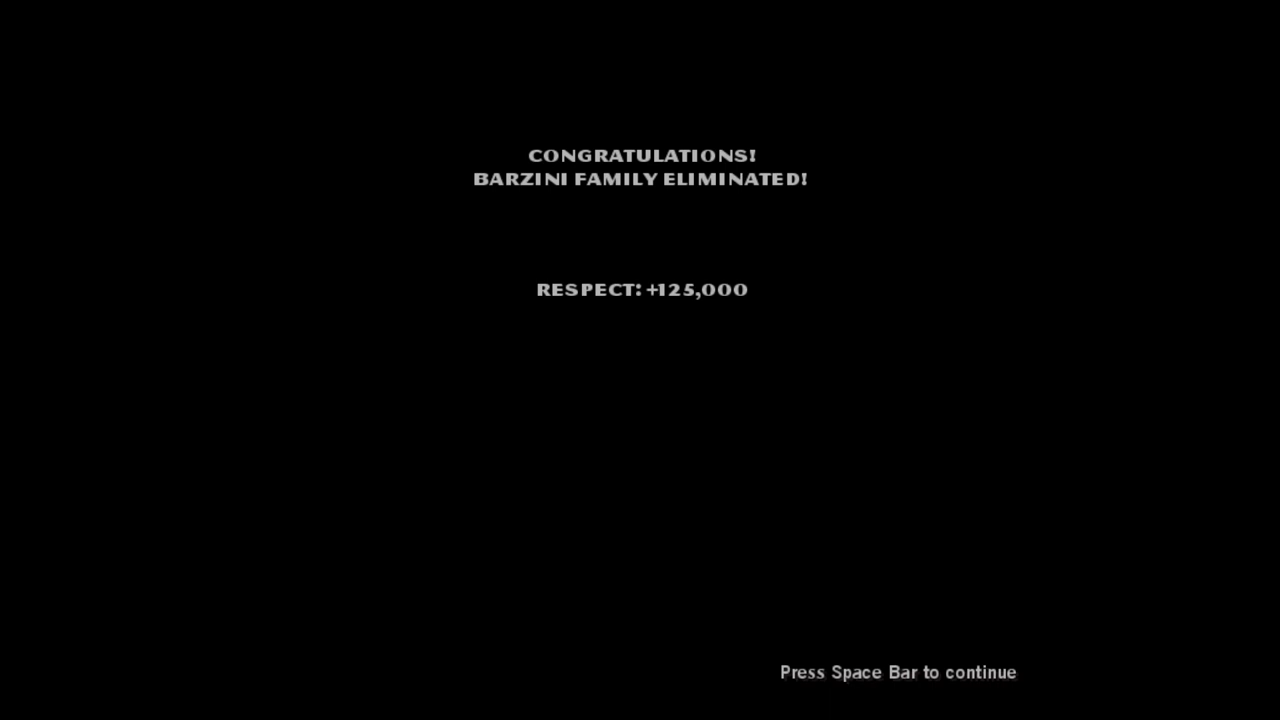 CONGRATULATIONS!
BARZINI FAMILY ELIMINATED!
RESPECT: +125,000
Press Space Bar to continue